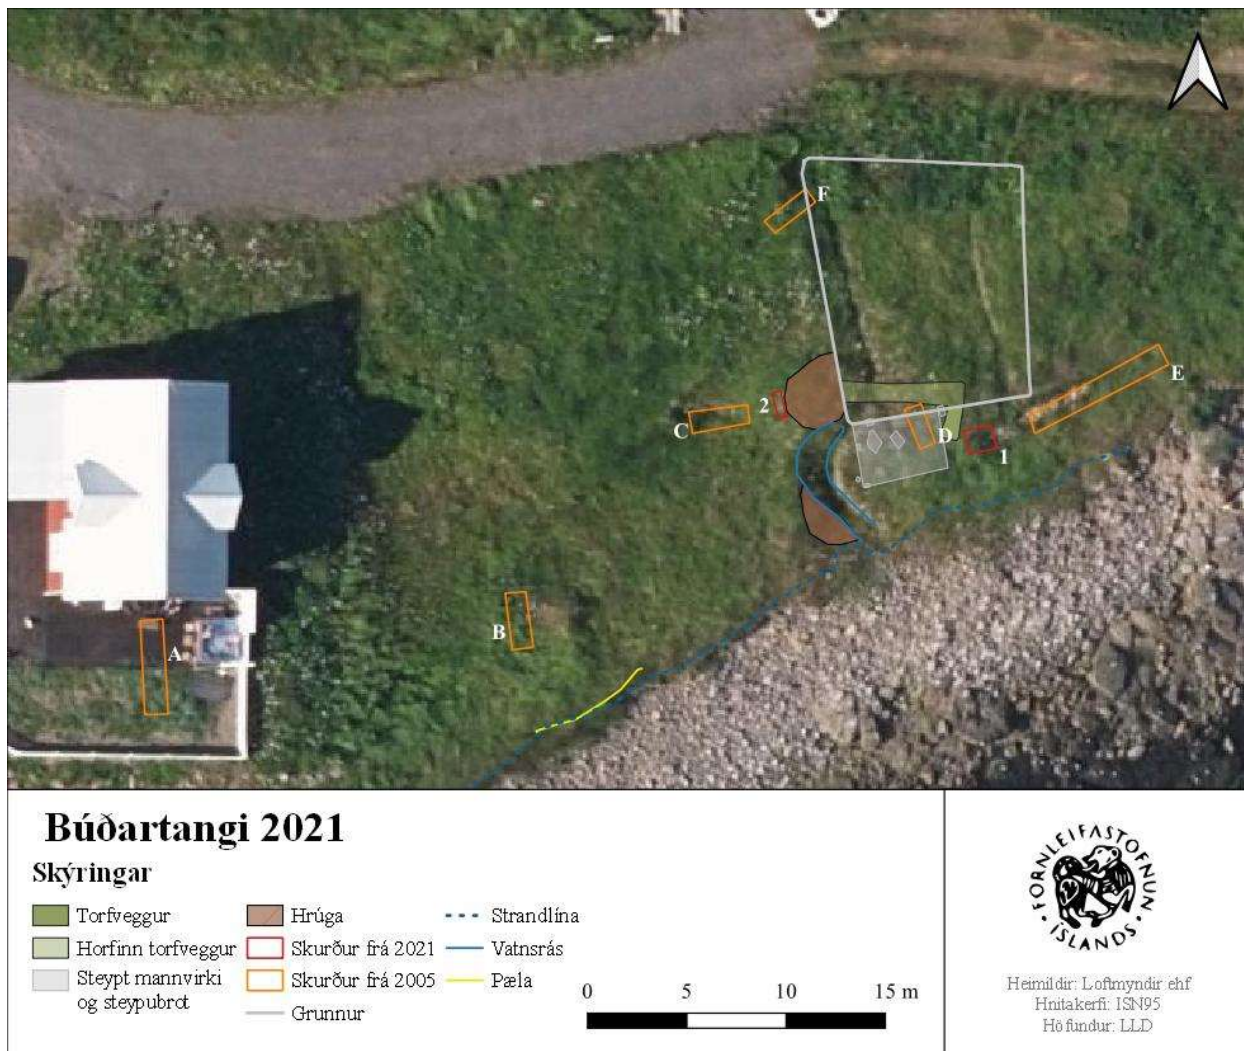 F
E
2
C
D
1
B
A
Búðartangi 2021
Skýringar
Torfveggur
Horfinn torfveggur
Steypt mannvirki
og steypubrot
Hrúga
Skurður frá 2021
Skurður frá 2005
Grunnur
Strandlína
Vatnsrás
Pæla
0 5 10 15 m
FORNLEIFASTOFNUN
ÍSLANDS
Heimildir: Loftmyndir ehf
Hnitakerfi: ISN95
Höfundur: LLD